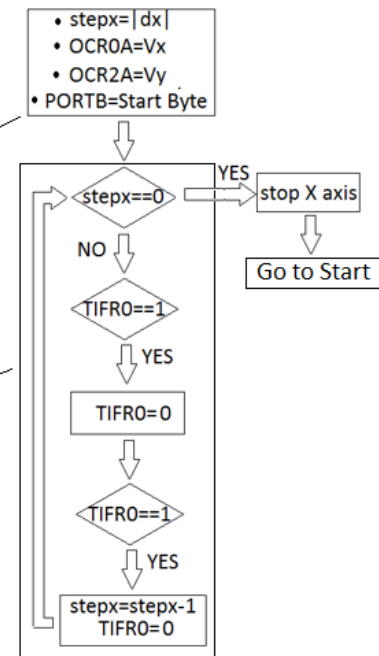 • stepx=|dx|
• OCR0A=Vx
• OCR2A=Vy
• PORTB=Start Byte
stepx==0
YES
stop X axis
NO
Go to Start
TIFR0==1
YES
TIFR0=0
TIFR0==1
YES
stepx=stepx-1
TIFR0=0